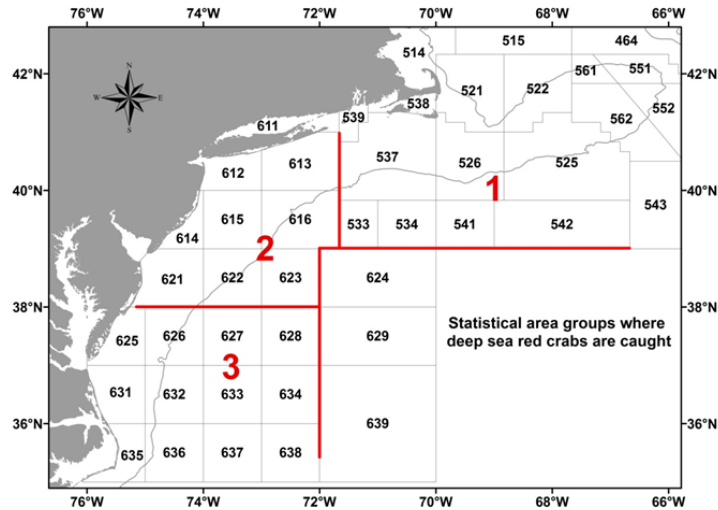 76°W 74°W 72°W 70°W 68°W 66°W
514 515 464
42°N 42°N
N
W E
S
521 522 561 551
611 539 538 562 552
612 613 537 526 525
40°N 1 40°N
615 616 533 534 541 542 543
614 2
621 622 623 624
38°N 38°N
625 626 627 628 629
Statistical area groups where
deep sea red crabs are caught
3
631 632 633 634
36°N 639 36°N
635 636 637 638
76°W 74°W 72°W 70°W 68°W 66°W